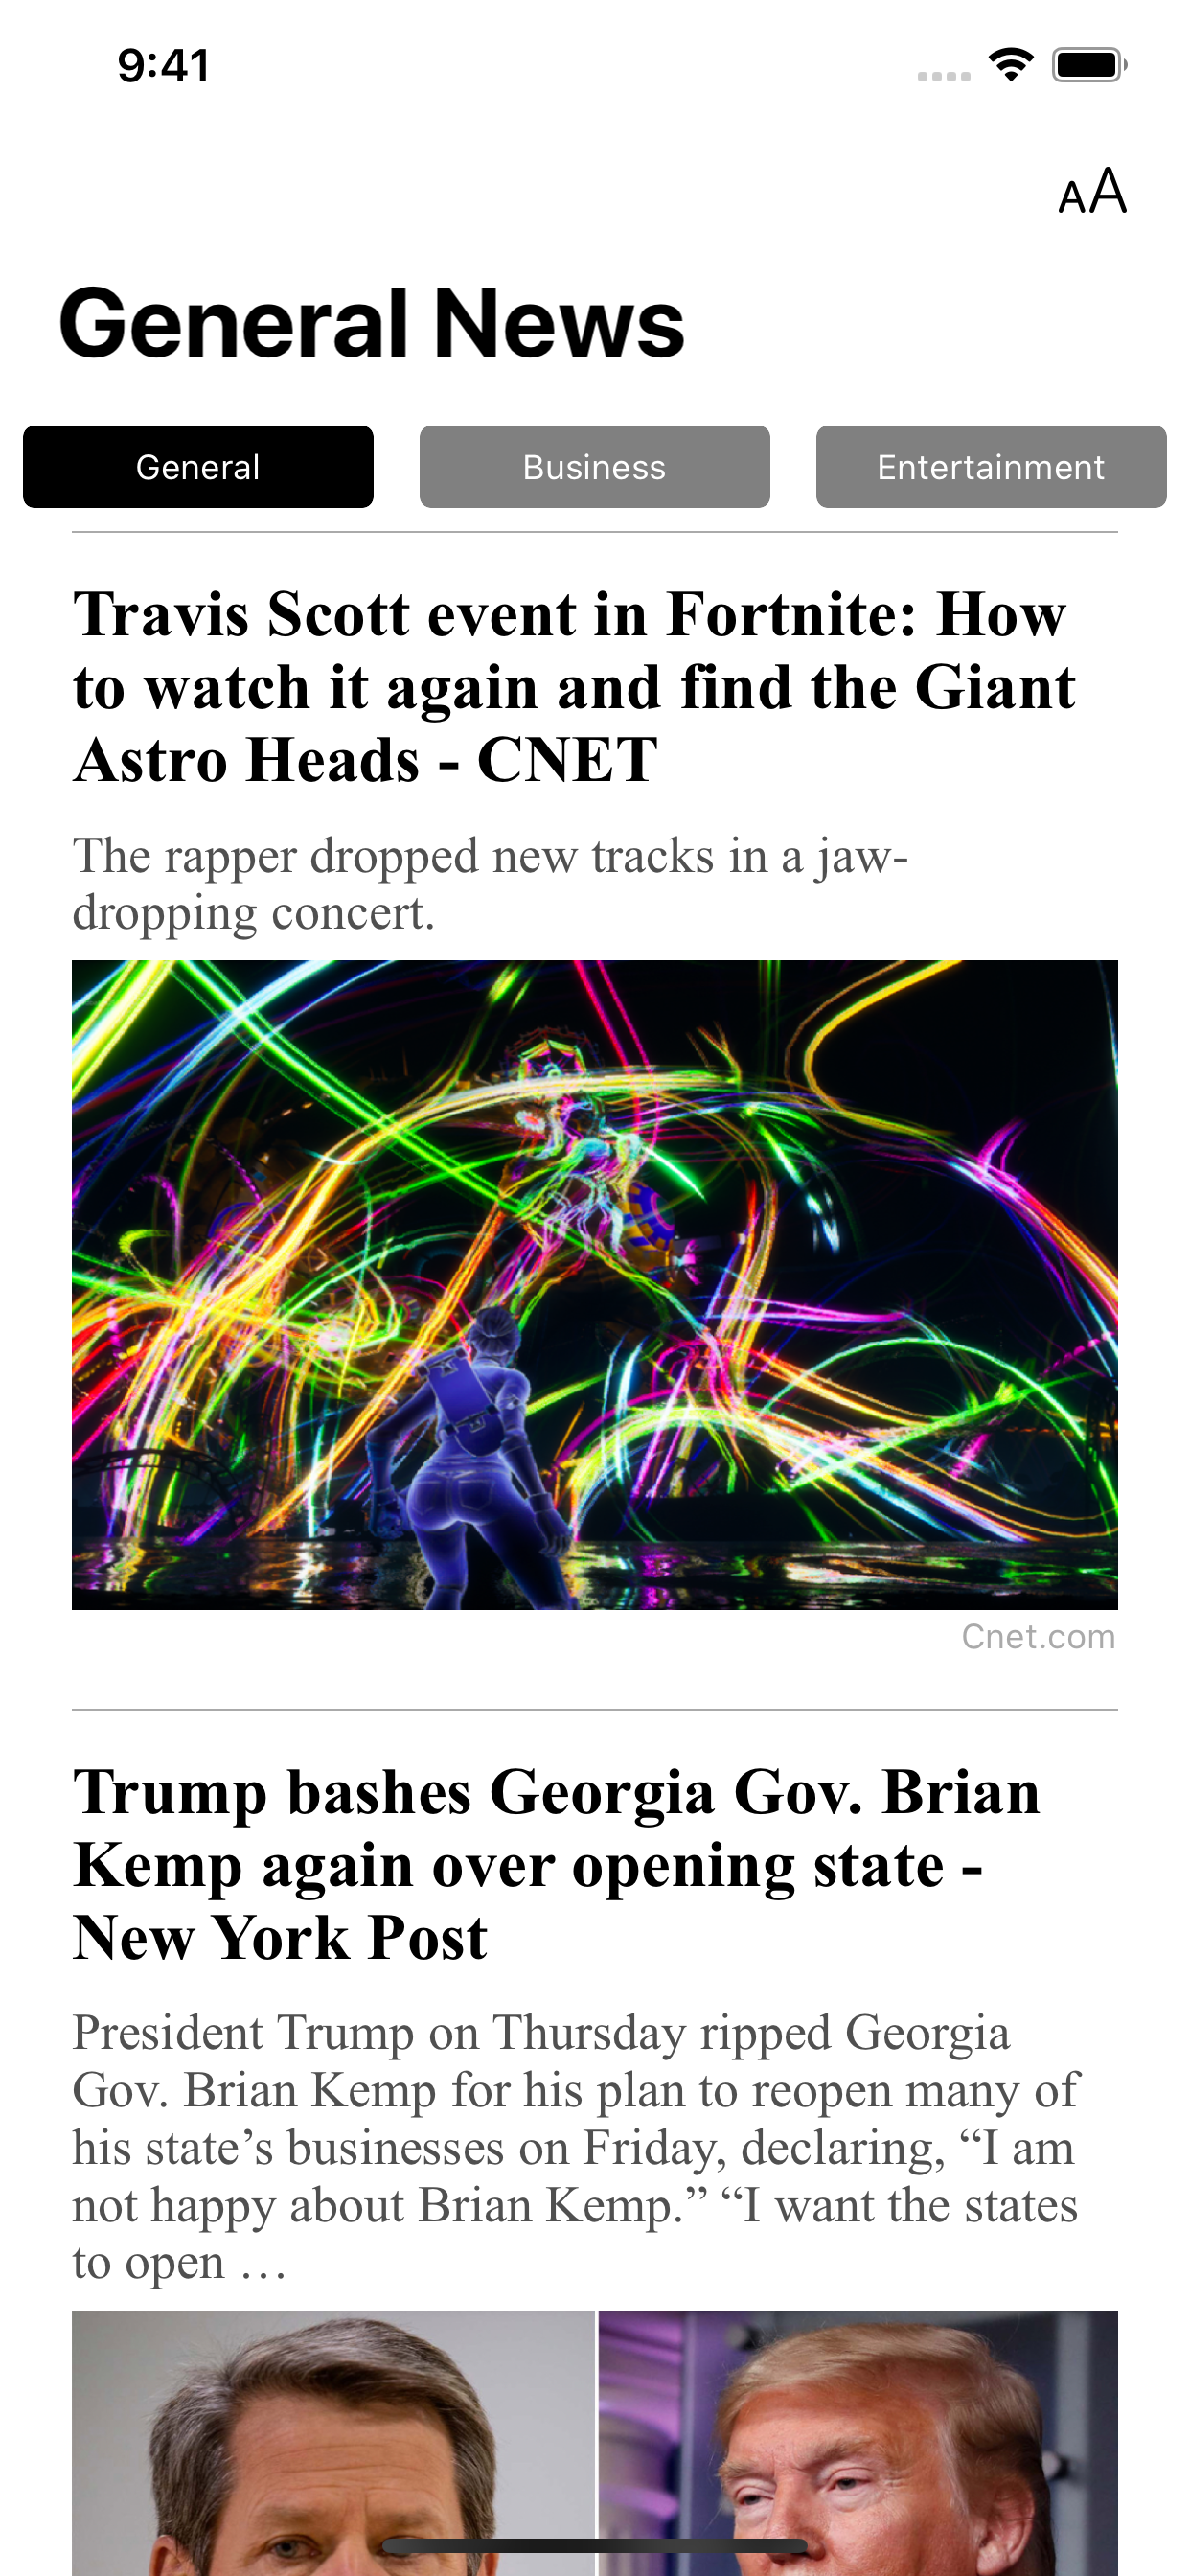 9:41
AA
General News
General
Business
Entertainment
Travis Scott event in Fortnite: How
to watch it again and find the Giant
Astro Heads - CNET
The rapper dropped new tracks in a jaw-
dropping concert.
Cnet.com
Trump bashes Georgia Gov. Brian
Kemp again over opening state -
New York Post
President Trump on Thursday ripped Georgia
Gov. Brian Kemp for his plan to reopen many of
his state’s businesses on Friday, declaring, “I am
not happy about Brian Kemp.” “I want the states
to open …